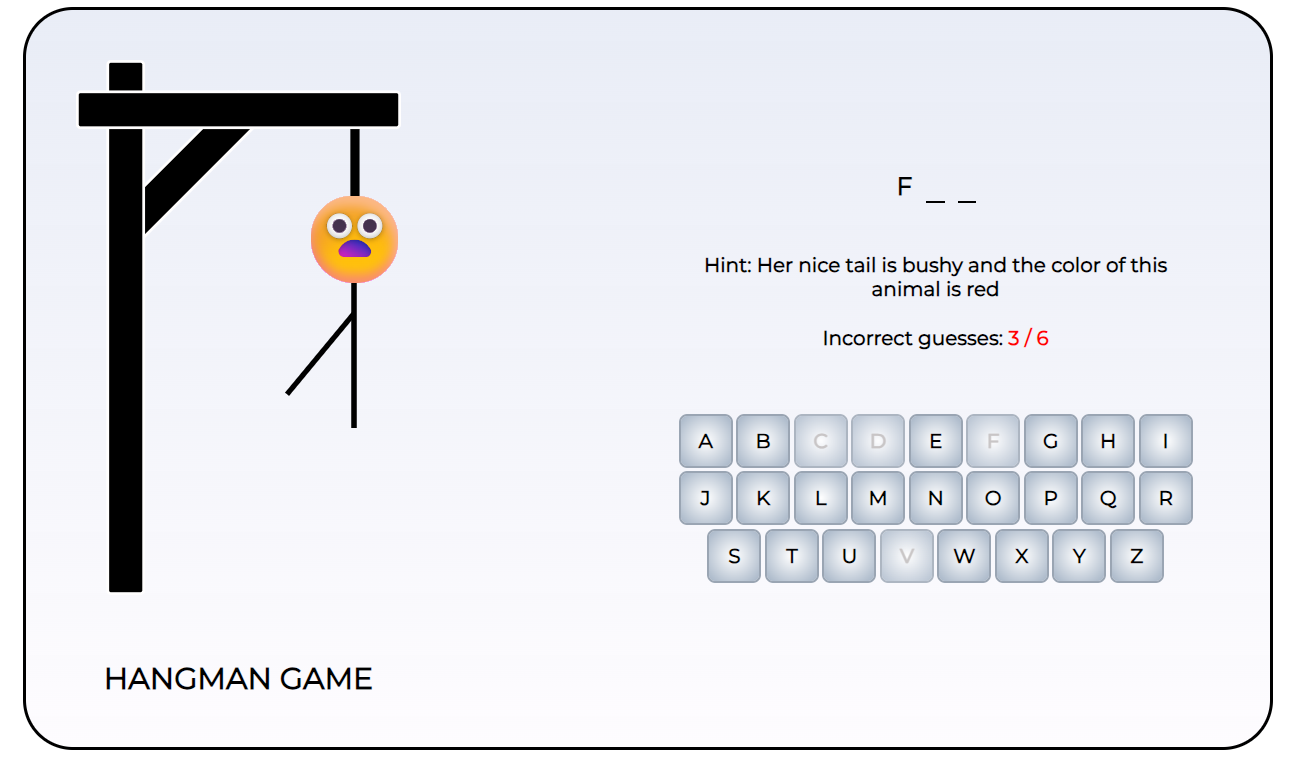 F _ _
Hint: Her nice tail is bushy and the color of this
animal is red
Incorrect guesses: 3 / 6
A B C D E F G H I
J K L M N O P Q R
S T U V W X Y Z
HANGMAN GAME